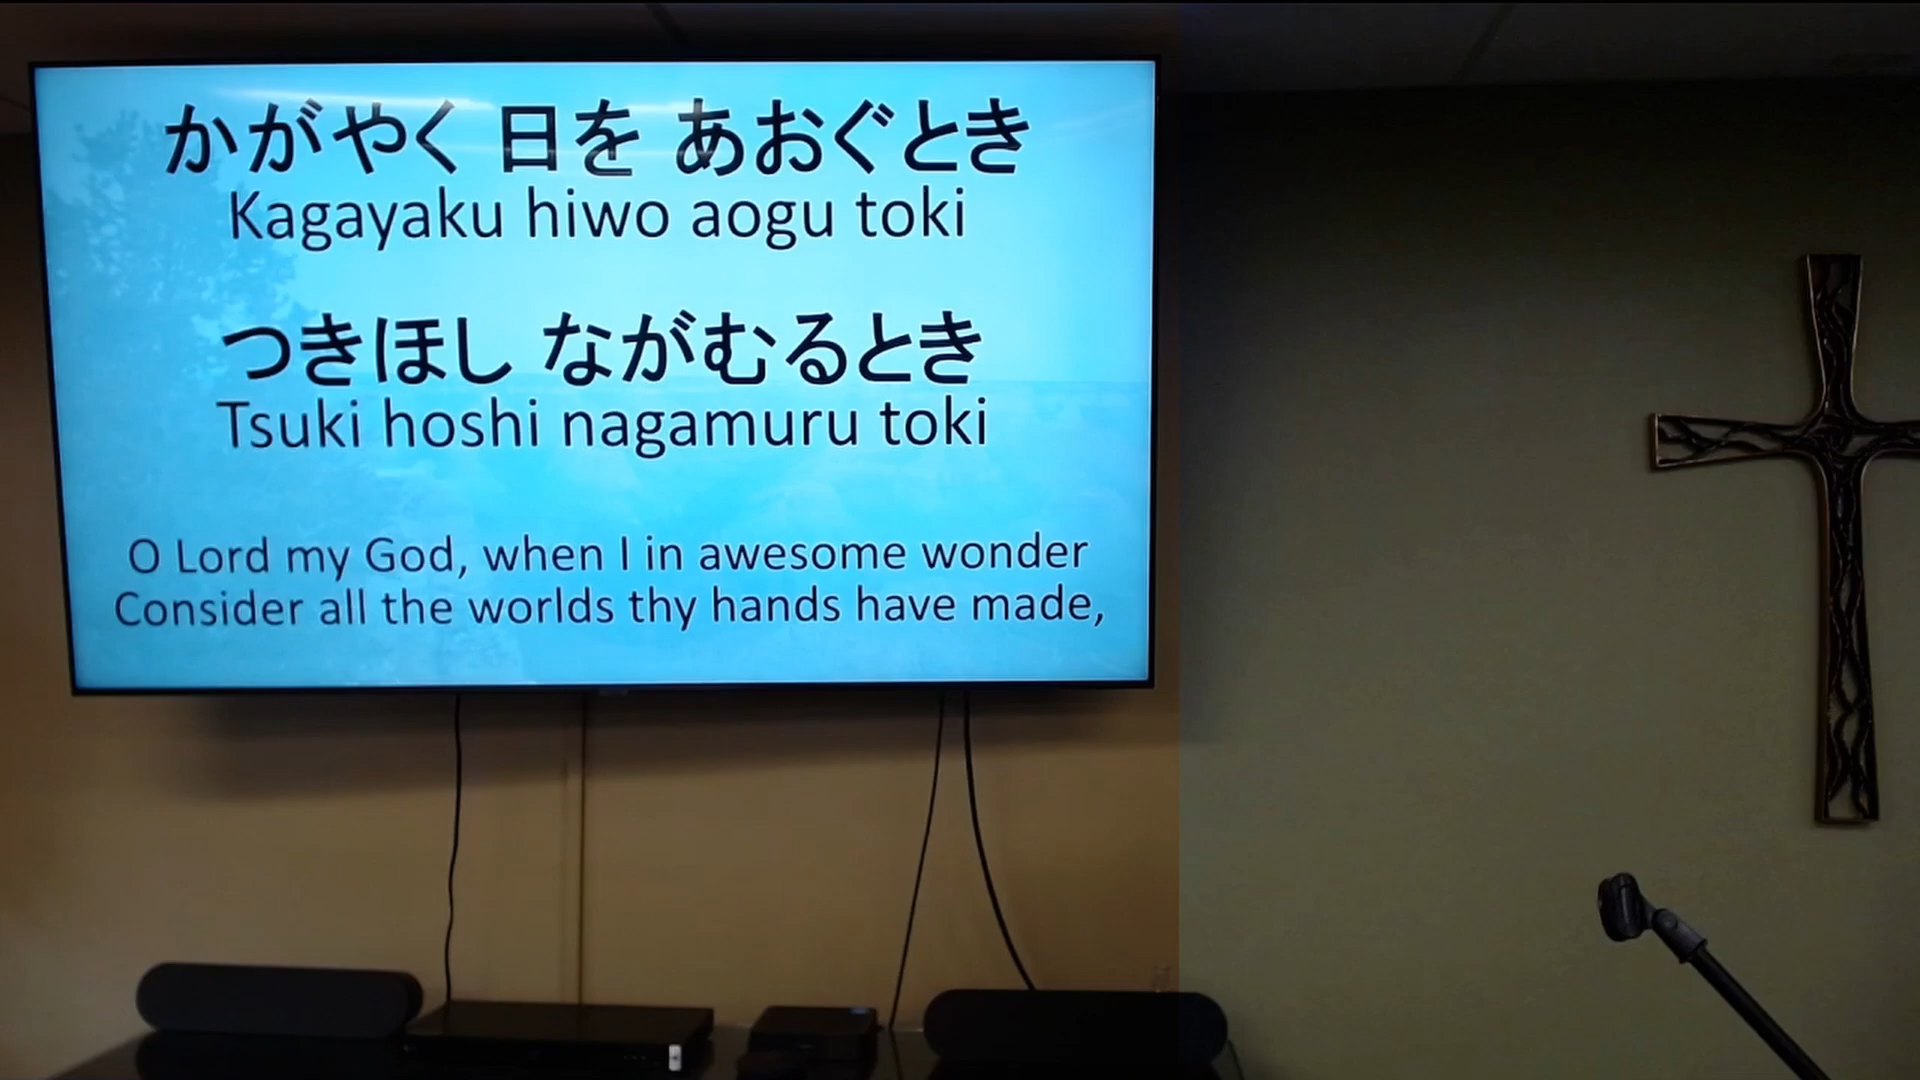 かがやく 日を あおぐとき
Kagayaku hiwo aogu toki
つきほし ながむるとき
Tsuki hoshi nagamuru toki
O Lord my God, when I in awesome wonder
Consider all the worlds thy hands have made,